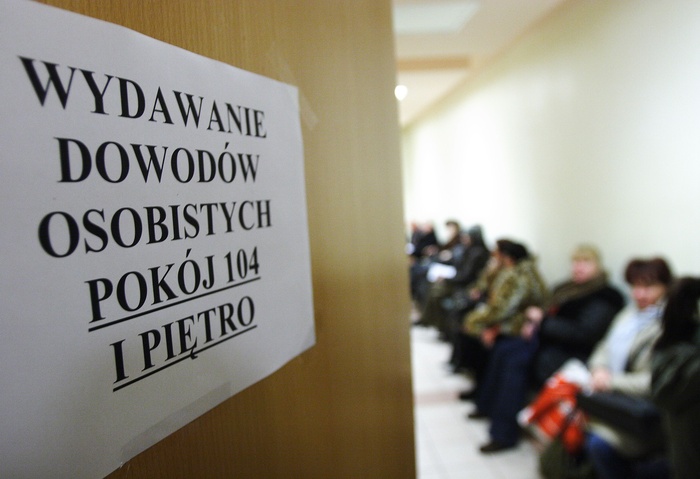 WYDAWANIE
DOWODÓW
OSOBISTYCH
POKÓJ 104
I PIĘTRO